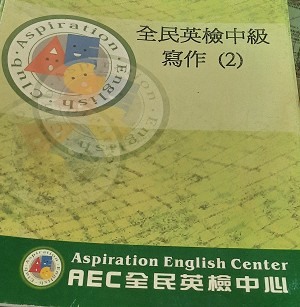 全民英檢中級
寫作 (2)
Aspiration · English · Club
Aspiration English Center
AEC全民英檢中心